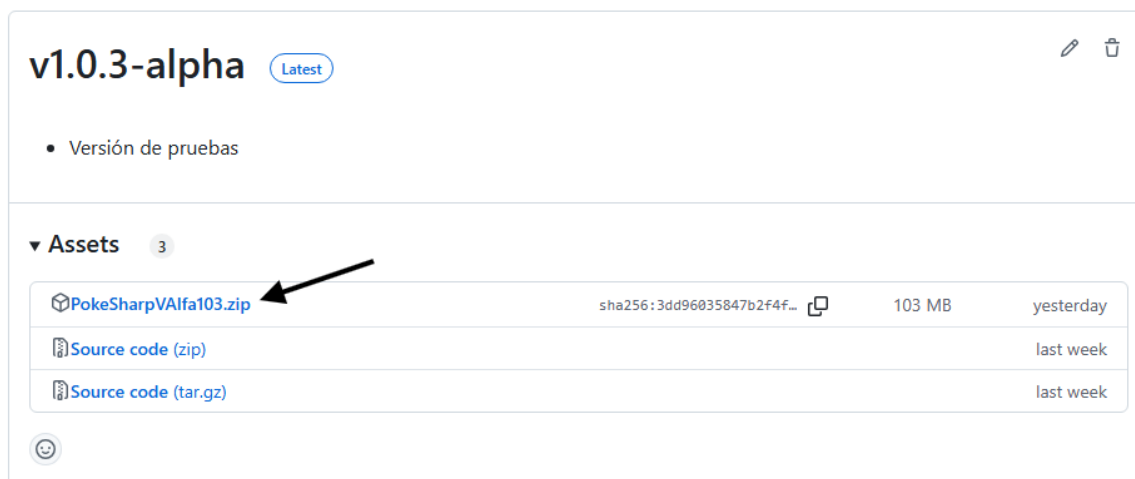 v1.0.3-alpha Latest
Versión de pruebas
Assets 3
PokeSharpVAlfa103.zip sha256:3dd96035847b2f4f… 103 MB yesterday
Source code (zip) last week
Source code (tar.gz) last week